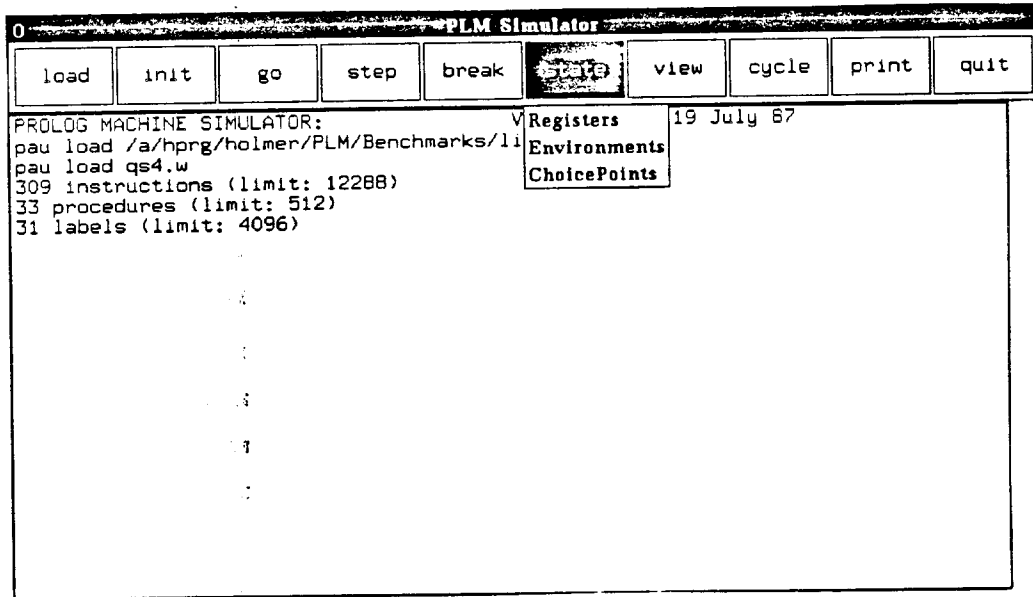 0 PLM Simulator
load init go step break state view cycle print quit
PROLOG MACHINE SIMULATOR: V 19 July 87
pau load /a/hprg/holmer/PLM/Benchmarks/li
pau load qs4.w
309 instructions (limit: 12288)
33 procedures (limit: 512)
31 labels (limit: 4096)
Registers
Environments
ChoicePoints